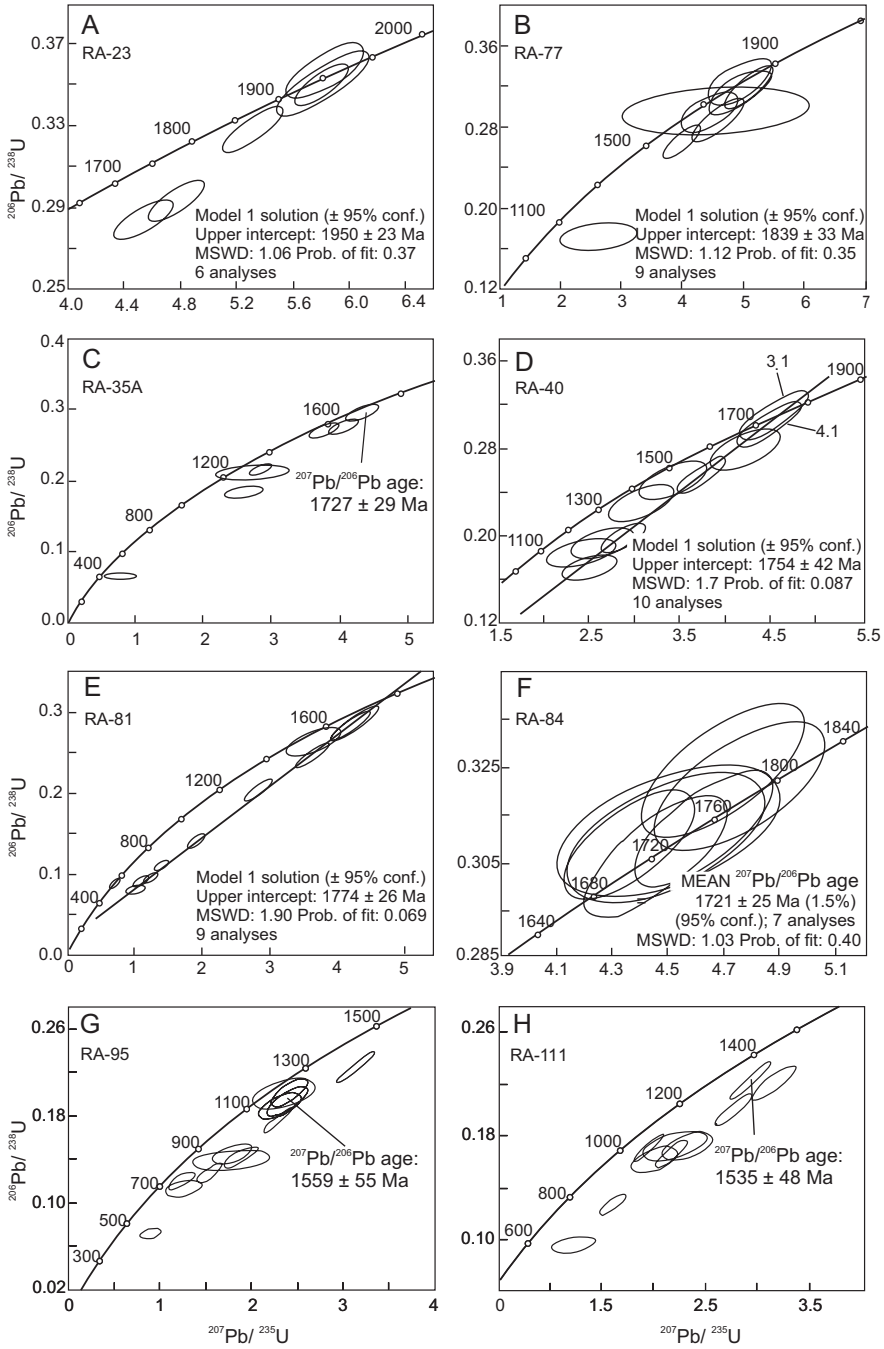 A
RA-23
2000
1900
1800
1700
0.37
0.33
0.29
0.25
206Pb/ 238U
4.0 4.4 4.8 5.2 5.6 6.0
Model 1 solution (± 95% conf.)
Upper intercept: 1950 ± 23 Ma
MSWD: 1.06 Prob. of fit: 0.37
6 analyses
B
RA-77
1900
1500
1100
0.36
0.28
0.20
0.12
1 2 3 4 5 6 7
Model 1 solution (± 95% conf.)
Upper intercept: 1839 ± 33 Ma
MSWD: 1.12 Prob. of fit: 0.35
9 analyses
C
RA-35A
1600
1200
800
400
0.4
0.3
0.2
0.1
0.0
206Pb/ 238U
0 1 2 3 4 5
207Pb/206Pb age:
1727 ± 29 Ma
D
RA-40
3.1
1900
1700
4.1
1500
1300
1100
0.36
0.28
0.20
0.12
1.5 2.5 3.5 4.5 5.5
Model 1 solution (± 95% conf.)
Upper intercept: 1754 ± 42 Ma
MSWD: 1.7 Prob. of fit: 0.087
10 analyses
E
RA-81
1600
1200
800
400
0.3
0.2
0.1
0.0
206Pb/ 238U
0 1 2 3 4 5
Model 1 solution (± 95% conf.)
Upper intercept: 1774 ± 26 Ma
MSWD: 1.90 Prob. of fit: 0.069
9 analyses
F
RA-84
1840
1800
1760
1720
1680
1640
0.325
0.305
0.285
3.9 4.1 4.3 4.5 4.7 4.9 5.1
MEAN 207Pb/206Pb age
1721 ± 25 Ma (1.5%)
(95% conf.); 7 analyses
MSWD: 1.03 Prob. of fit: 0.40
G
RA-95
1500
1300
1100
900
700
500
300
0.26
0.18
0.10
0.02
206Pb/ 238U
0 1 2 3 4
207Pb/ 235U
207Pb/206Pb age:
1559 ± 55 Ma
H
RA-111
1400
1200
1000
800
600
0.26
0.18
0.10
0 1.5 2.5 3.5
207Pb/ 235U
207Pb/206Pb age:
1535 ± 48 Ma